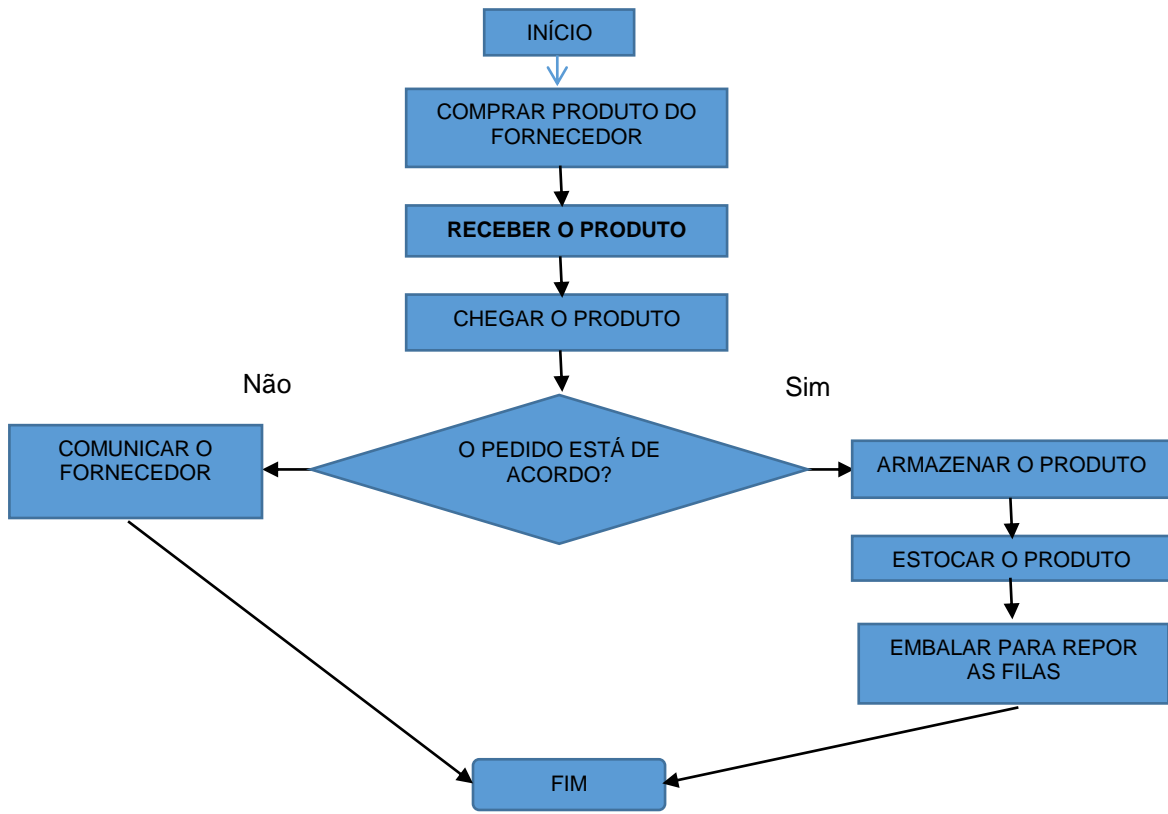 INÍCIO
COMPRAR PRODUTO DO
FORNECEDOR
RECEBER O PRODUTO
CHEGAR O PRODUTO
Não
Sim
COMUNICAR O
FORNECEDOR
O PEDIDO ESTÁ DE
ACORDO?
ARMAZENAR O PRODUTO
ESTOCAR O PRODUTO
EMBALAR PARA REPOR
AS FILAS
FIM